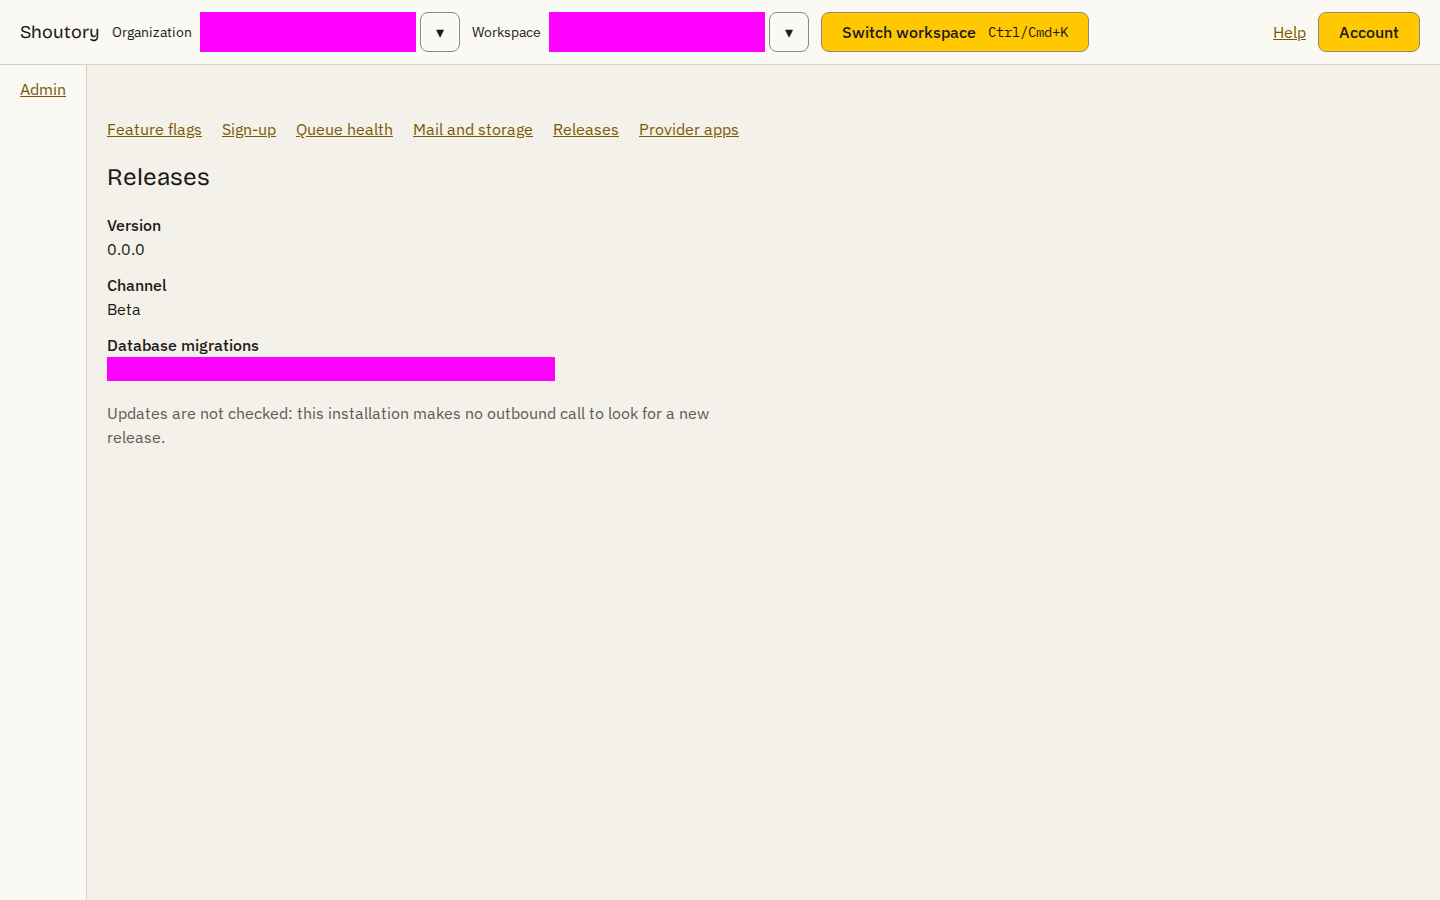 Shoutory Organization ▼ Workspace ▼ Switch workspace Ctrl/Cmd+K Help Account
Admin
Feature flags Sign-up Queue health Mail and storage Releases Provider apps
Releases
Version
0.0.0
Channel
Beta
Database migrations
Updates are not checked: this installation makes no outbound call to look for a new
release.